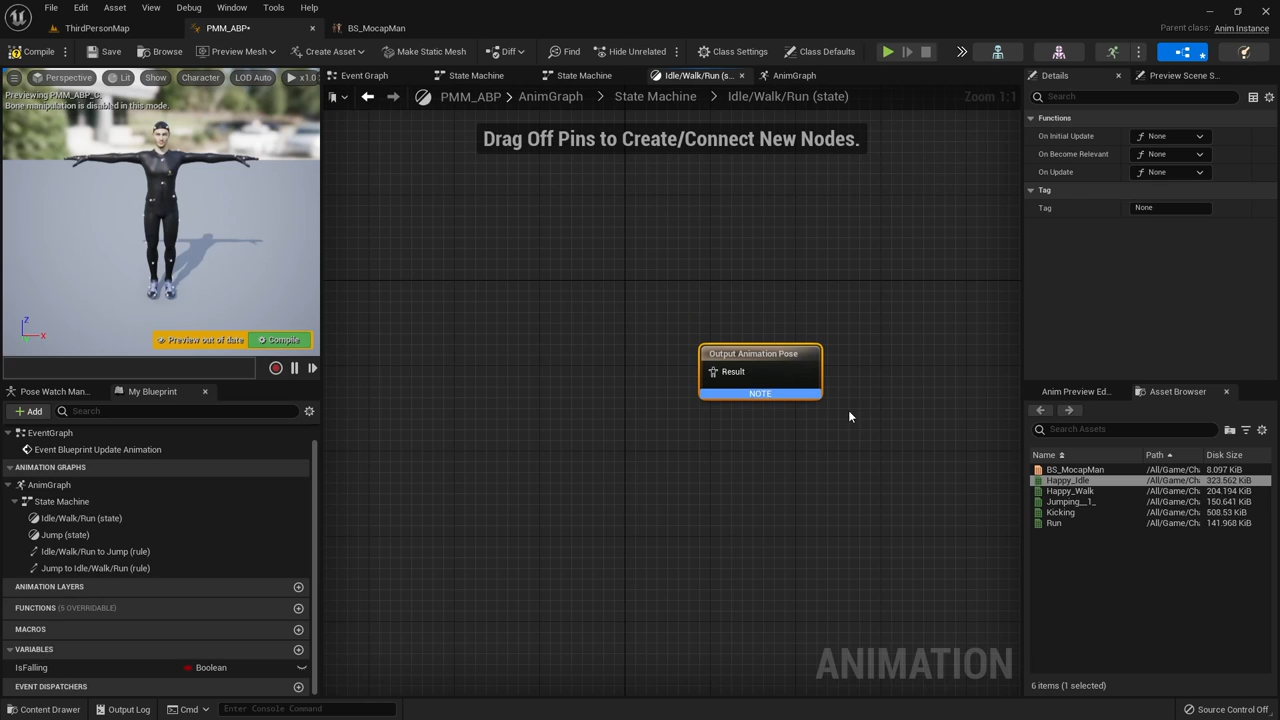 File Edit Asset View Debug Window Tools Help
ThirdPersonMap
PMM_ABP*
BS_MocapMan
Parent class: Anim Instance
Compile
Save
Browse
Preview Mesh
Create Asset
Make Static Mesh
Diff
Find
Hide Unrelated
Class Settings
Class Defaults
Perspective
Lit
Show
Character
LOD Auto
x1.0
Previewing PMM_ABP_C.
Bone manipulation is disabled in this mode.
Z
X
Preview out of date
Compile
Event Graph
State Machine
State Machine
Idle/Walk/Run (s...
AnimGraph
PMM_ABP > AnimGraph > State Machine > Idle/Walk/Run (state)
Zoom 1:1
Drag Off Pins to Create/Connect New Nodes.
Output Animation Pose
Result
NOTE
ANIMATION
Pose Watch Man...
My Blueprint
Add
Search
EventGraph
Event Blueprint Update Animation
ANIMATION GRAPHS
AnimGraph
State Machine
Idle/Walk/Run (state)
Jump (state)
Idle/Walk/Run to Jump (rule)
Jump to Idle/Walk/Run (rule)
ANIMATION LAYERS
FUNCTIONS (5 OVERRIDABLE)
MACROS
VARIABLES
IsFalling Boolean
EVENT DISPATCHERS
Details
Preview Scene S...
Search
Functions
On Initial Update None
On Become Relevant None
On Update None
Tag
Tag None
Anim Preview Ed...
Asset Browser
Search Assets
Name Path Disk Size
BS_MocapMan /All/Game/Ch 8.097 KiB
Happy_Idle /All/Game/Ch 323.562 KiB
Happy_Walk /All/Game/Ch 204.194 KiB
Jumping__1_ /All/Game/Ch 150.641 KiB
Kicking /All/Game/Ch 508.53 KiB
Run /All/Game/Ch 141.968 KiB
6 items (1 selected)
Content Drawer
Output Log
Cmd
Enter Console Command
Source Control Off